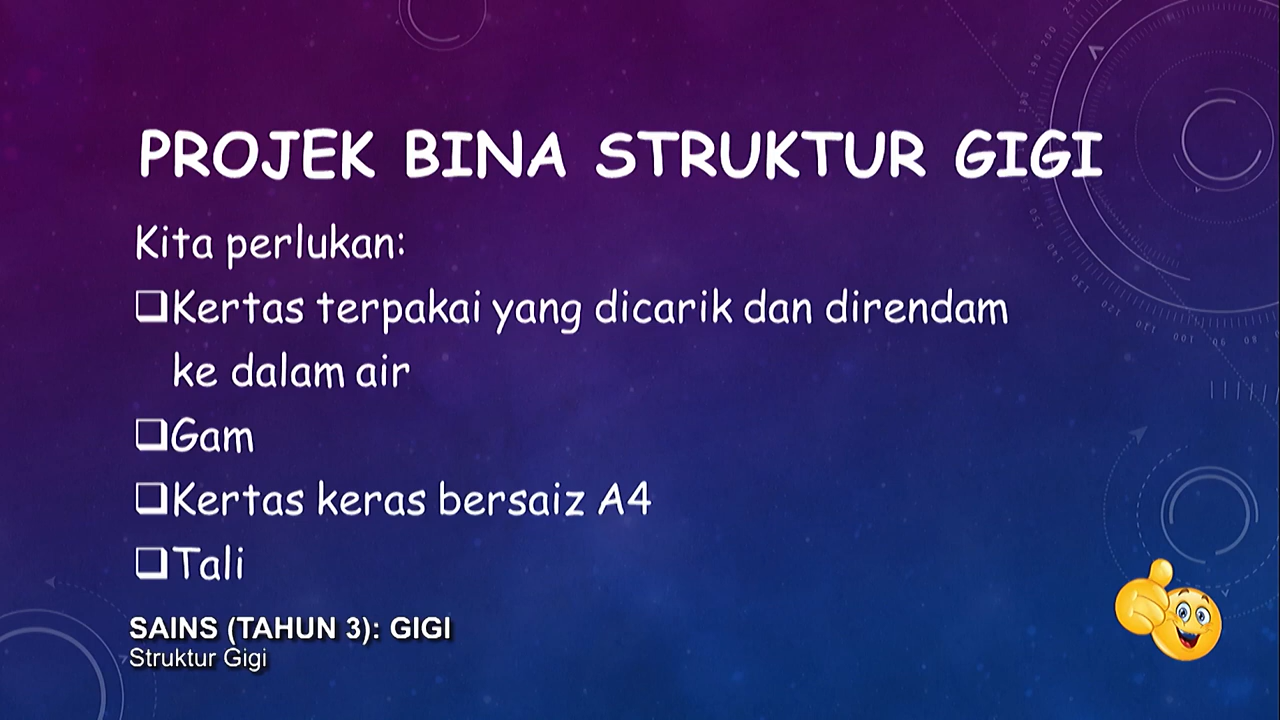 PROJEK BINA STRUKTUR GIGI
Kita perlukan:
❑Kertas terpakai yang dicarik dan direndam
ke dalam air
❑Gam
❑Kertas keras bersaiz A4
❑Tali
SAINS (TAHUN 3): GIGI
Struktur Gigi